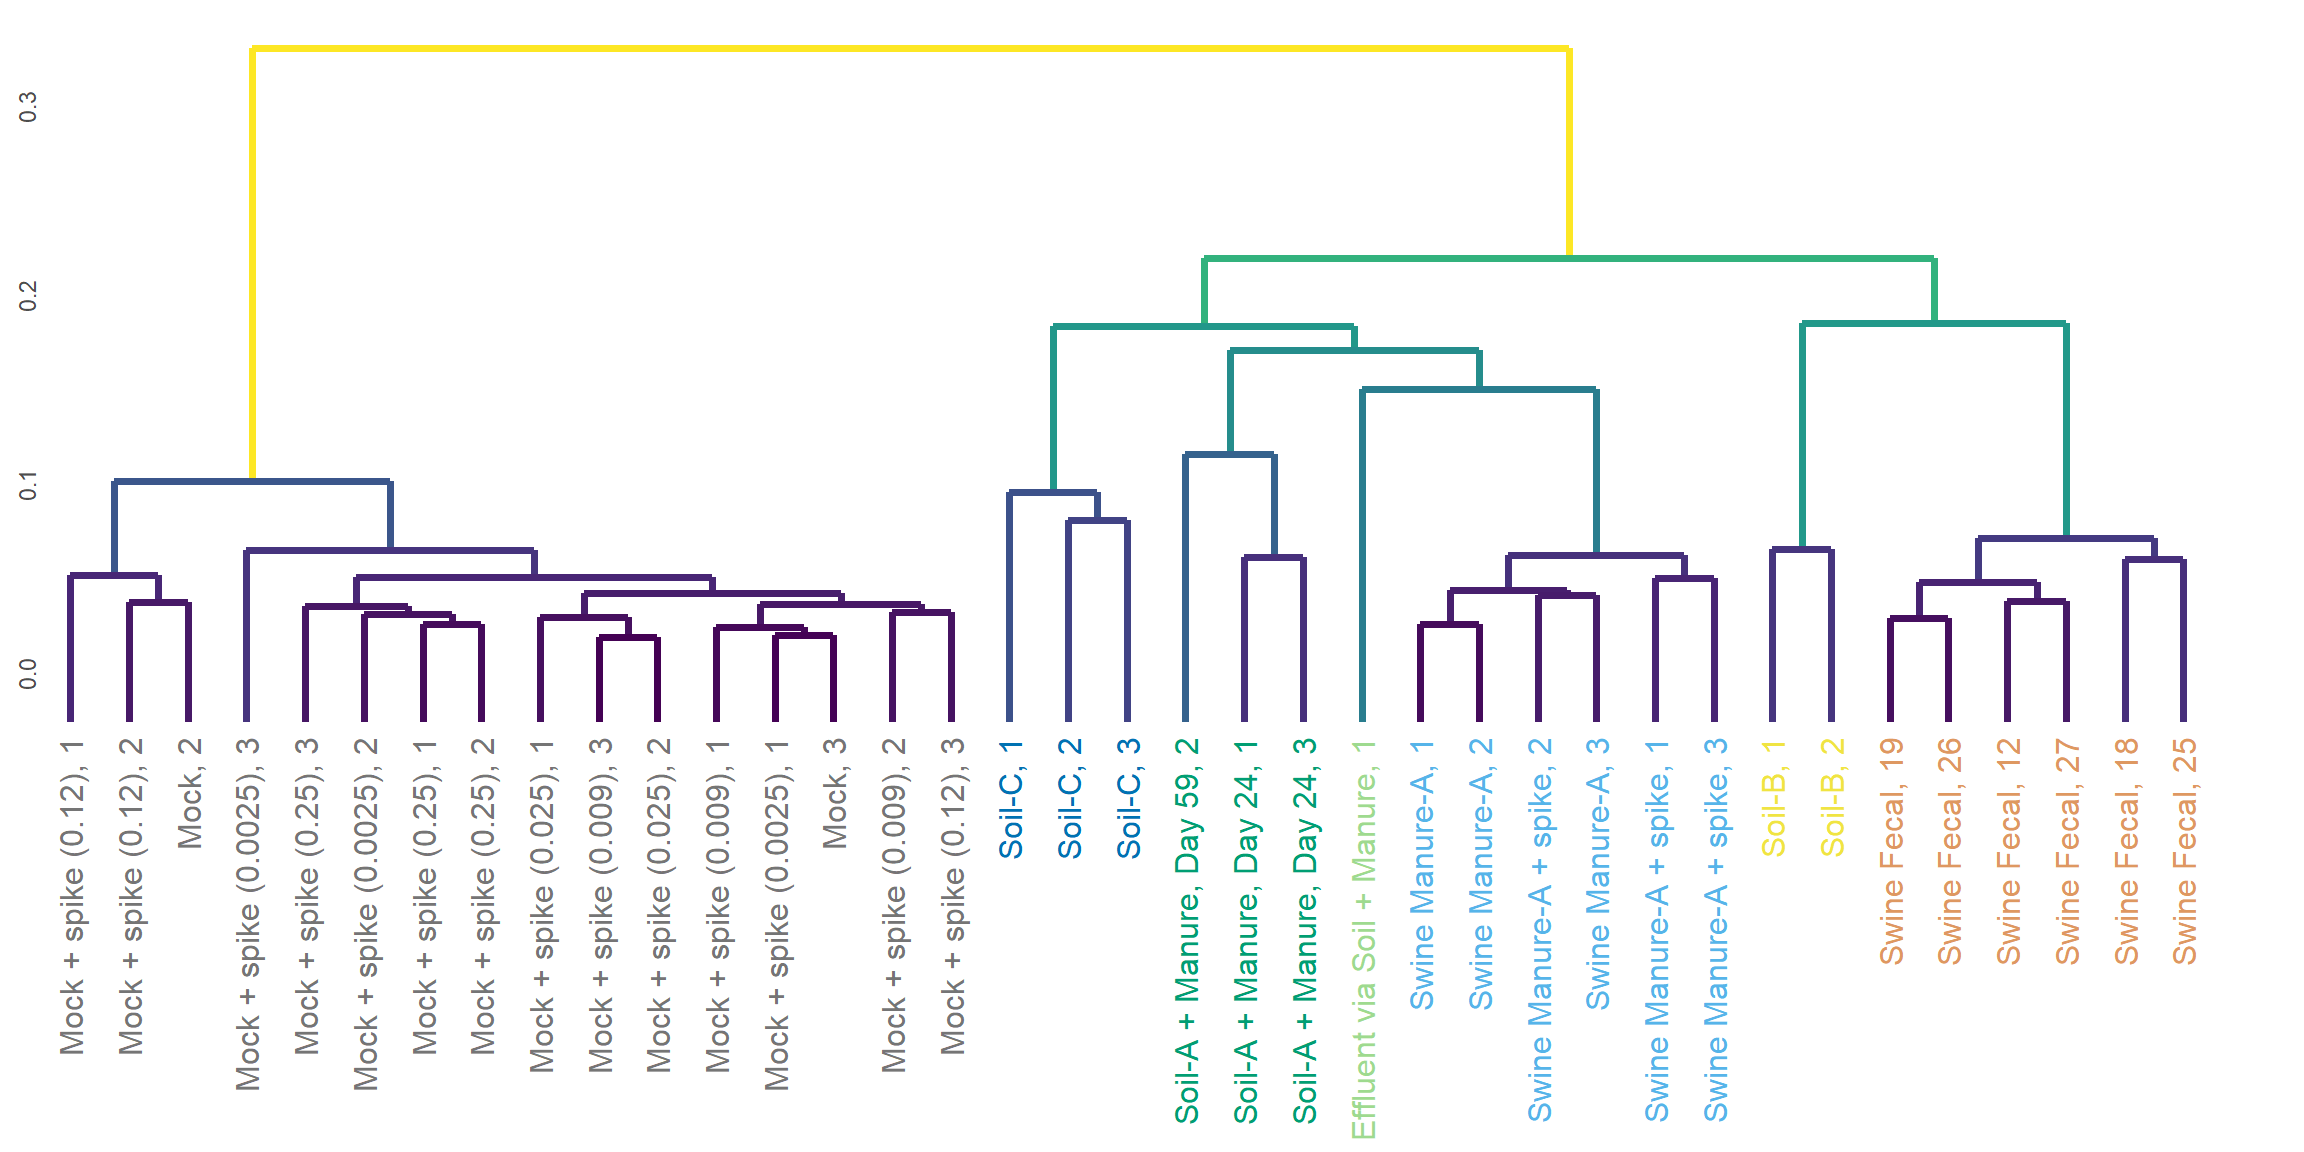 0.3
0.2
0.1
0.0
Mock + spike (0.12), 1
Mock + spike (0.12), 2
Mock, 2
Mock + spike (0.0025), 3
Mock + spike (0.25), 3
Mock + spike (0.0025), 2
Mock + spike (0.25), 1
Mock + spike (0.25), 2
Mock + spike (0.025), 1
Mock + spike (0.009), 3
Mock + spike (0.025), 2
Mock + spike (0.009), 1
Mock + spike (0.0025), 1
Mock, 3
Mock + spike (0.009), 2
Mock + spike (0.12), 3
Soil-C, 1
Soil-C, 2
Soil-C, 3
Soil-A + Manure, Day 59, 2
Soil-A + Manure, Day 24, 1
Soil-A + Manure, Day 24, 3
Effluent via Soil + Manure, 1
Swine Manure-A, 1
Swine Manure-A, 2
Swine Manure-A + spike, 2
Swine Manure-A, 3
Swine Manure-A + spike, 1
Swine Manure-A + spike, 3
Soil-B, 1
Soil-B, 2
Swine Fecal, 19
Swine Fecal, 26
Swine Fecal, 12
Swine Fecal, 27
Swine Fecal, 18
Swine Fecal, 25